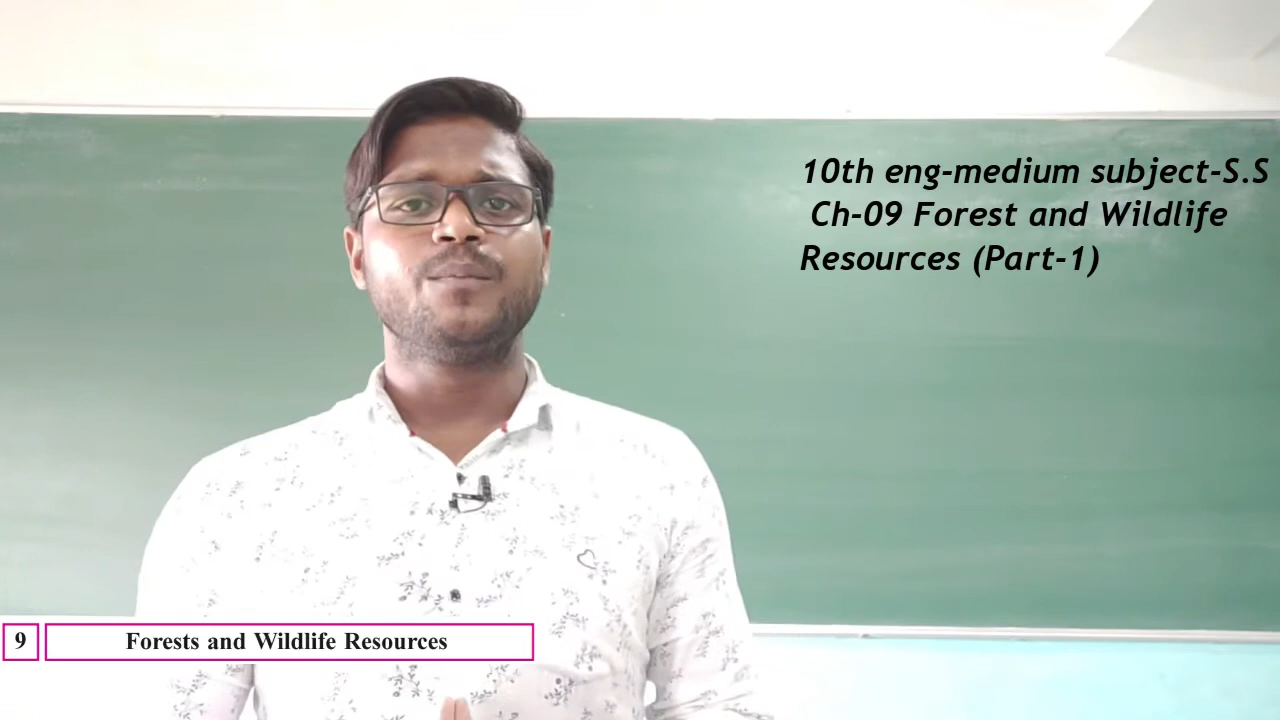 10th eng-medium subject-S.S
Ch-09 Forest and Wildlife
Resources (Part-1)
9 Forests and Wildlife Resources